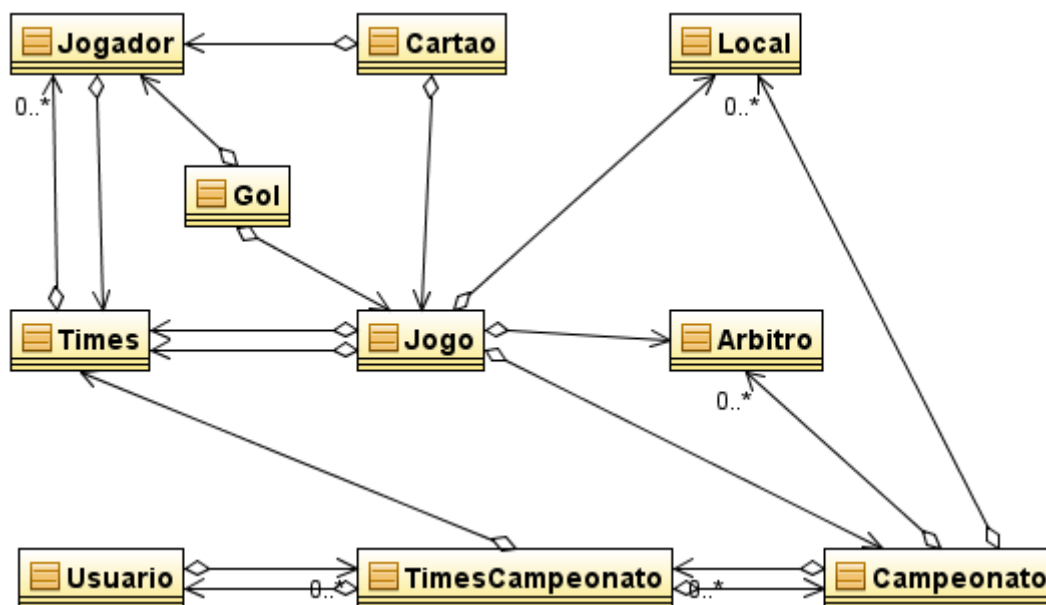 Jogador
Cartao
Local
0..*
0..*
Gol
Times
Jogo
Arbitro
0..*
Usuario
0..*
TimesCampeonato
0..*
Campeonato